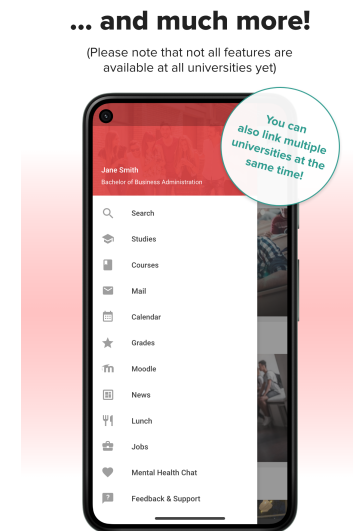 ... and much more!
(Please note that not all features are
available at all universities yet)
You can
also link multiple
universities at the
same time!
Jane Smith
Bachelor of Business Administration
Search
Studies
Courses
Mail
Calendar
Grades
Moodle
News
Lunch
Jobs
Mental Health Chat
Feedback & Support